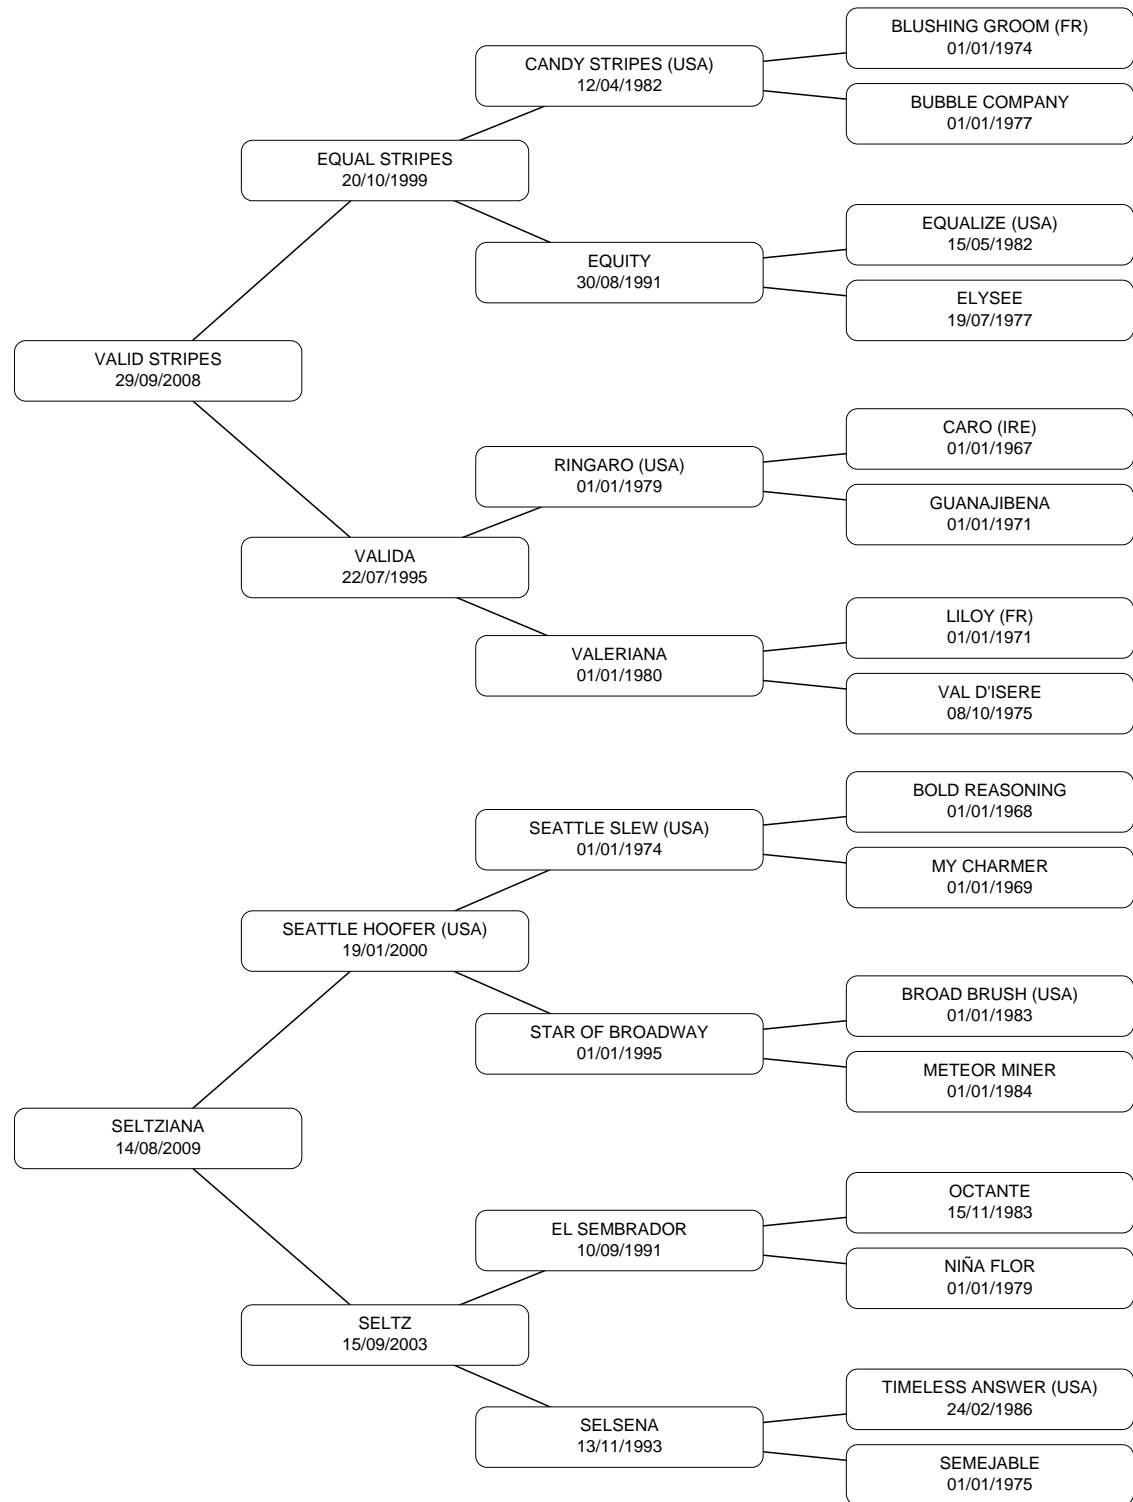 BLUSHING GROOM (FR)
01/01/1974
CANDY STRIPES (USA)
12/04/1982
BUBBLE COMPANY
01/01/1977
EQUAL STRIPES
20/10/1999
EQUALIZE (USA)
15/05/1982
EQUITY
30/08/1991
ELYSEE
19/07/1977
VALID STRIPES
29/09/2008
CARO (IRE)
01/01/1967
RINGARO (USA)
01/01/1979
GUANAJIBENA
01/01/1971
VALIDA
22/07/1995
LILOY (FR)
01/01/1971
VALERIANA
01/01/1980
VAL D'ISERE
08/10/1975
BOLD REASONING
01/01/1968
SEATTLE SLEW (USA)
01/01/1974
MY CHARMER
01/01/1969
SEATTLE HOOFER (USA)
19/01/2000
BROAD BRUSH (USA)
01/01/1983
STAR OF BROADWAY
01/01/1995
METEOR MINER
01/01/1984
SELTZIANA
14/08/2009
OCTANTE
15/11/1983
EL SEMBRADOR
10/09/1991
NIÑA FLOR
01/01/1979
SELTZ
15/09/2003
TIMELESS ANSWER (USA)
24/02/1986
SELSENA
13/11/1993
SEMEJABLE
01/01/1975